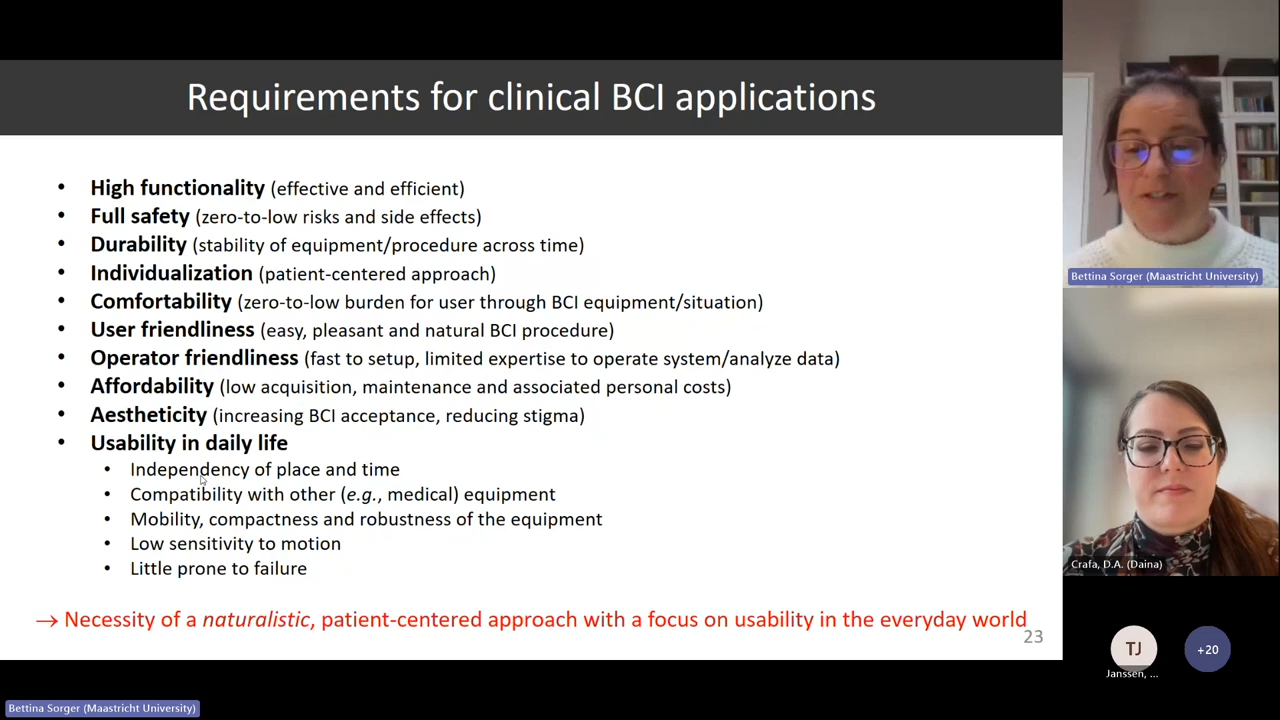 Requirements for clinical BCI applications
• High functionality (effective and efficient)
• Full safety (zero-to-low risks and side effects)
• Durability (stability of equipment/procedure across time)
• Individualization (patient-centered approach)
• Comfortability (zero-to-low burden for user through BCI equipment/situation)
• User friendliness (easy, pleasant and natural BCI procedure)
• Operator friendliness (fast to setup, limited expertise to operate system/analyze data)
• Affordability (low acquisition, maintenance and associated personal costs)
• Aestheticity (increasing BCI acceptance, reducing stigma)
• Usability in daily life
• Independency of place and time
• Compatibility with other (e.g., medical) equipment
• Mobility, compactness and robustness of the equipment
• Low sensitivity to motion
• Little prone to failure
→ Necessity of a naturalistic, patient-centered approach with a focus on usability in the everyday world
23
Bettina Sorger (Maastricht University)
Crafa, D.A. (Daina)
TJ
+20
Janssen, ...
Bettina Sorger (Maastricht University)